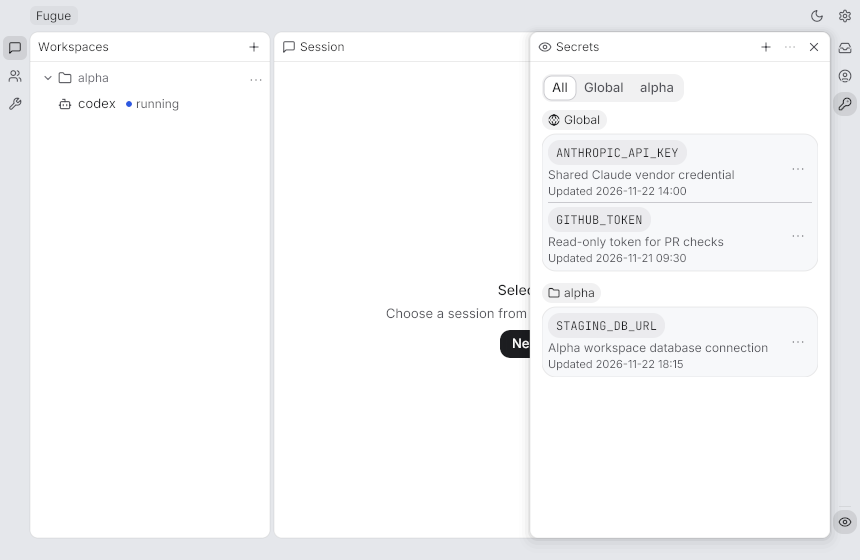 Fugue
Workspaces
alpha
codex running
Session
Choose a session from
Secrets
All Global alpha
Global
ANTHROPIC_API_KEY
Shared Claude vendor credential
Updated 2026-11-22 14:00
GITHUB_TOKEN
Read-only token for PR checks
Updated 2026-11-21 09:30
alpha
STAGING_DB_URL
Alpha workspace database connection
Updated 2026-11-22 18:15